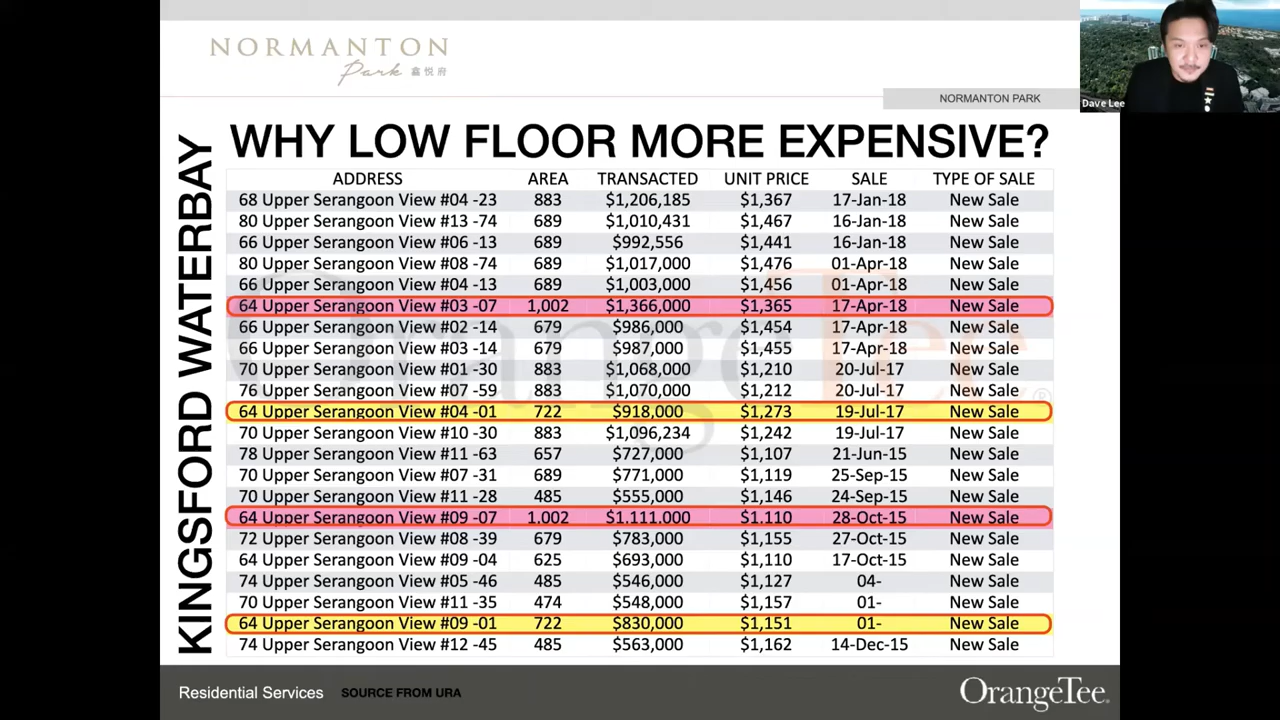 NORMANTON
Park 鑫悦府
NORMANTON PARK
Dave Lee
KINGSFORD WATERBAY
WHY LOW FLOOR MORE EXPENSIVE?
ADDRESS AREA TRANSACTED UNIT PRICE SALE TYPE OF SALE
68 Upper Serangoon View #04 -23 883 $1,206,185 $1,367 17-Jan-18 New Sale
80 Upper Serangoon View #13 -74 689 $1,010,431 $1,467 16-Jan-18 New Sale
66 Upper Serangoon View #06 -13 689 $992,556 $1,441 16-Jan-18 New Sale
80 Upper Serangoon View #08 -74 689 $1,017,000 $1,476 01-Apr-18 New Sale
66 Upper Serangoon View #04 -13 689 $1,003,000 $1,456 01-Apr-18 New Sale
64 Upper Serangoon View #03 -07 1,002 $1,366,000 $1,365 17-Apr-18 New Sale
66 Upper Serangoon View #02 -14 679 $986,000 $1,454 17-Apr-18 New Sale
66 Upper Serangoon View #03 -14 679 $987,000 $1,455 17-Apr-18 New Sale
70 Upper Serangoon View #01 -30 883 $1,068,000 $1,210 20-Jul-17 New Sale
76 Upper Serangoon View #07 -59 883 $1,070,000 $1,212 20-Jul-17 New Sale
64 Upper Serangoon View #04 -01 722 $918,000 $1,273 19-Jul-17 New Sale
70 Upper Serangoon View #10 -30 883 $1,096,234 $1,242 19-Jul-17 New Sale
78 Upper Serangoon View #11 -63 657 $727,000 $1,107 21-Jun-15 New Sale
70 Upper Serangoon View #07 -31 689 $771,000 $1,119 25-Sep-15 New Sale
70 Upper Serangoon View #11 -28 485 $555,000 $1,146 24-Sep-15 New Sale
64 Upper Serangoon View #09 -07 1,002 $1,111,000 $1,110 28-Oct-15 New Sale
72 Upper Serangoon View #08 -39 679 $783,000 $1,155 27-Oct-15 New Sale
64 Upper Serangoon View #09 -04 625 $693,000 $1,110 17-Oct-15 New Sale
74 Upper Serangoon View #05 -46 485 $546,000 $1,127 04- New Sale
70 Upper Serangoon View #11 -35 474 $548,000 $1,157 01- New Sale
64 Upper Serangoon View #09 -01 722 $830,000 $1,151 01- New Sale
74 Upper Serangoon View #12 -45 485 $563,000 $1,162 14-Dec-15 New Sale
OrangeTee®
Residential Services SOURCE FROM URA
OrangeTee®